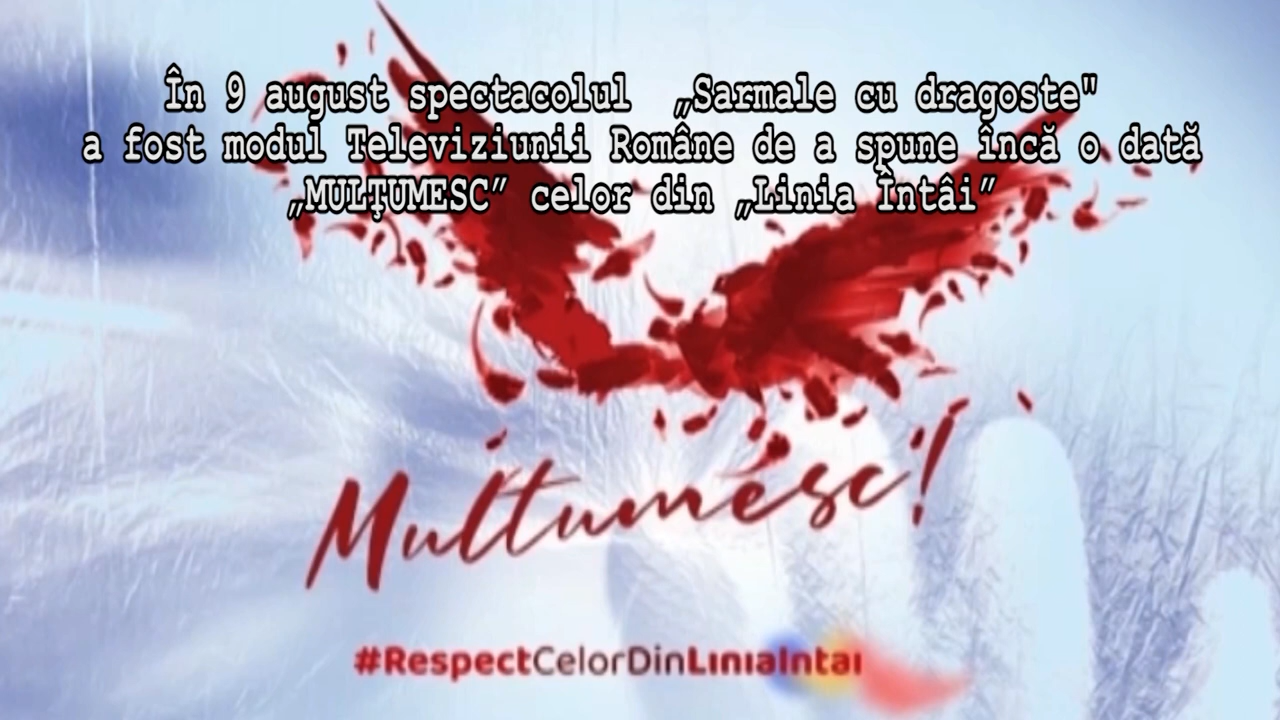 În 9 august spectacolul „Sarmale cu dragoste"
a fost modul Televiziunii Române de a spune încă o dată
„MULŢUMESC” celor din „Linia Întâi”
Multumesc!
#RespectCelorDinLiniaIntai